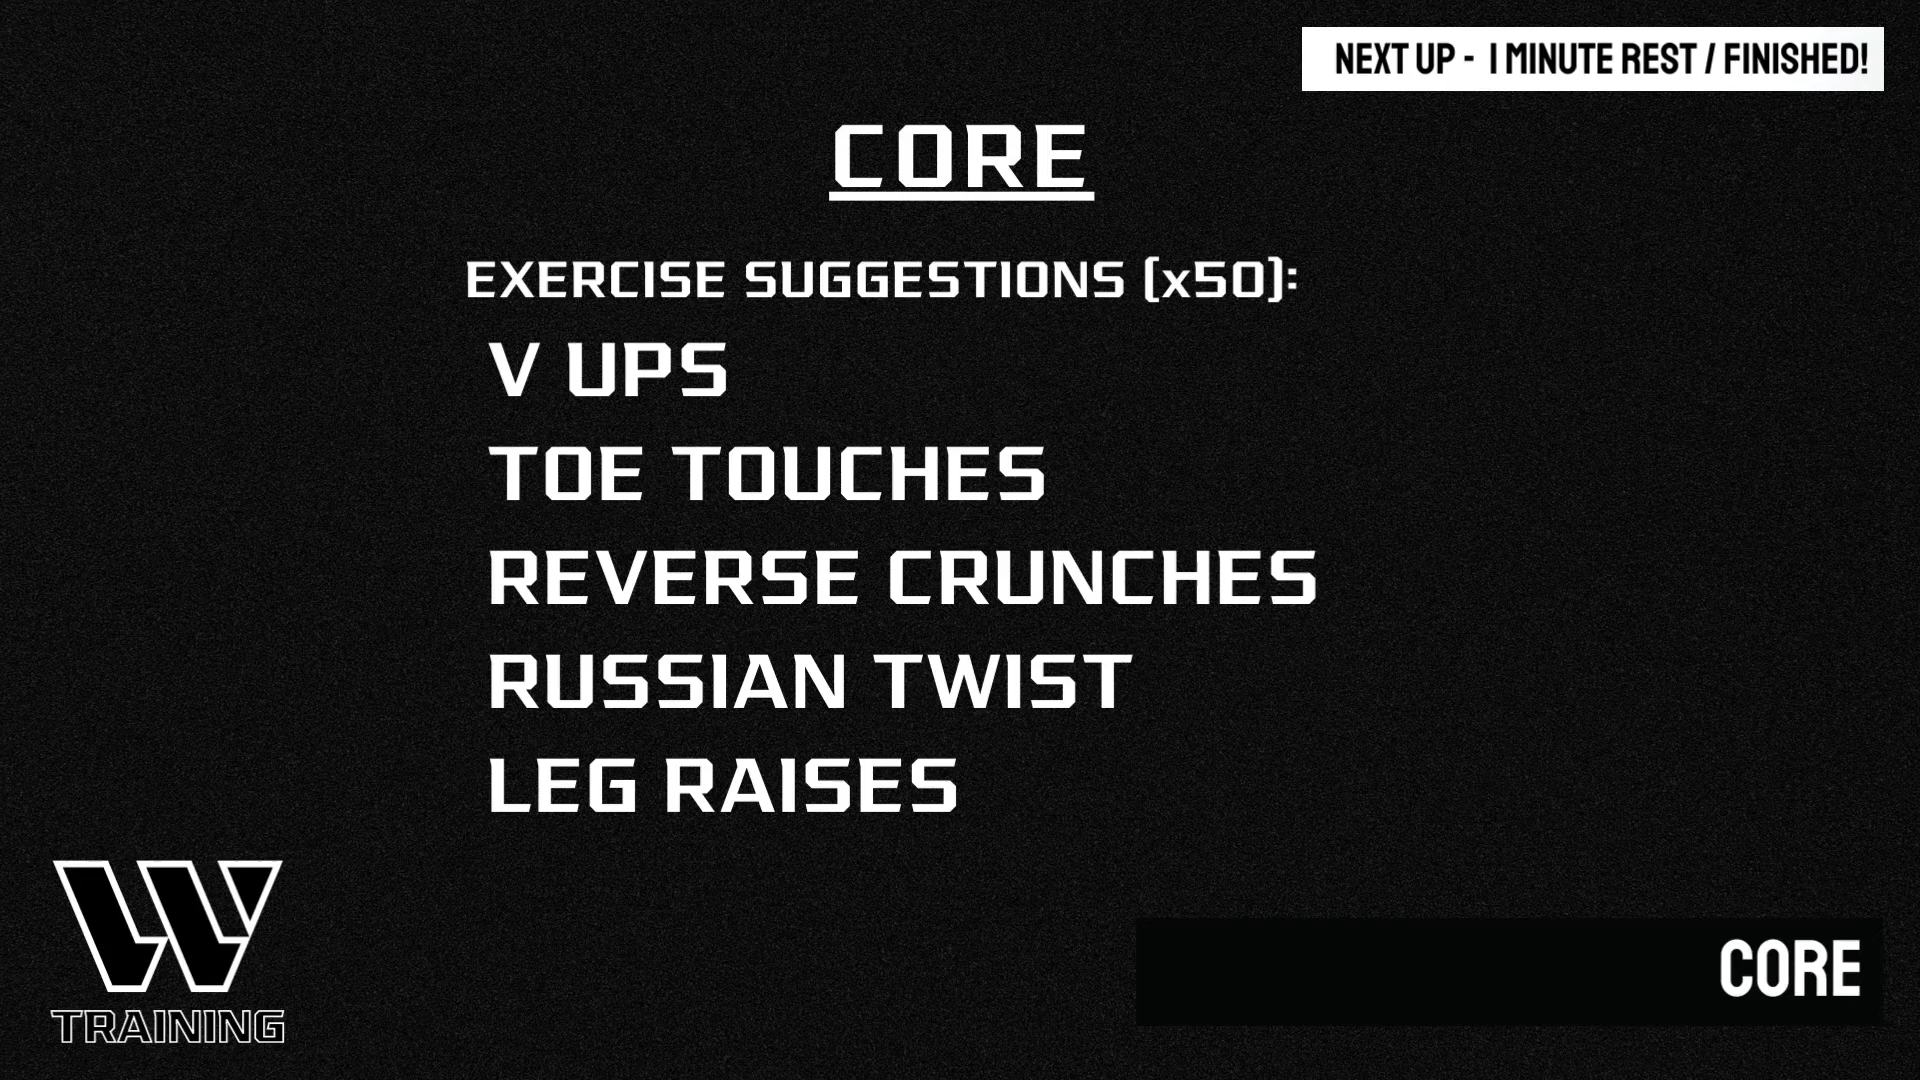 NEXT UP - 1 MINUTE REST / FINISHED!
CORE
EXERCISE SUGGESTIONS (x50):
V UPS
TOE TOUCHES
REVERSE CRUNCHES
RUSSIAN TWIST
LEG RAISES
W
TRAINING
CORE